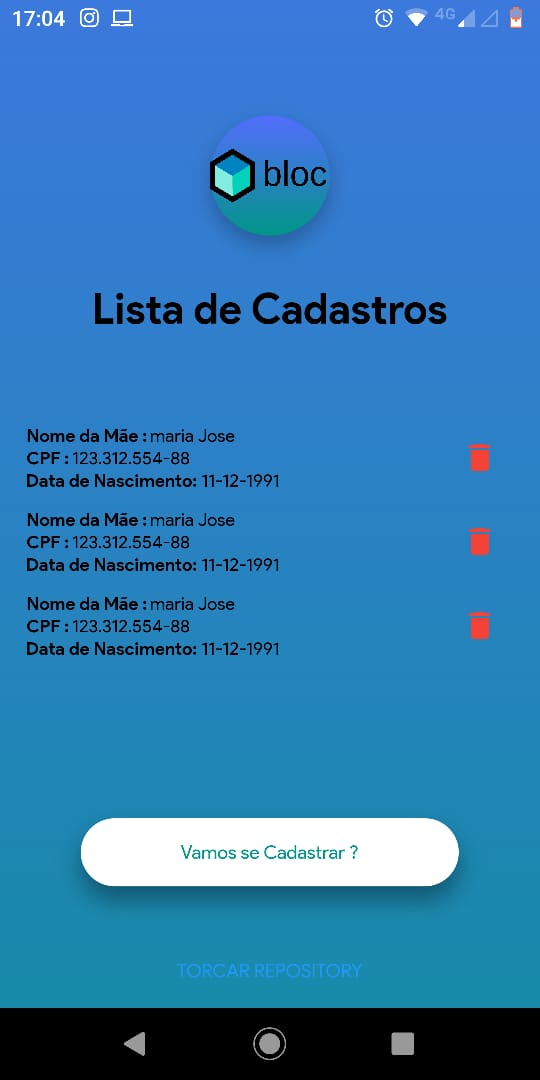 17:04
4G
bloc
Lista de Cadastros
Nome da Mãe : maria Jose
CPF : 123.312.554-88
Data de Nascimento: 11-12-1991
Nome da Mãe : maria Jose
CPF : 123.312.554-88
Data de Nascimento: 11-12-1991
Nome da Mãe : maria Jose
CPF : 123.312.554-88
Data de Nascimento: 11-12-1991
Vamos se Cadastrar ?
TORCAR REPOSITORY